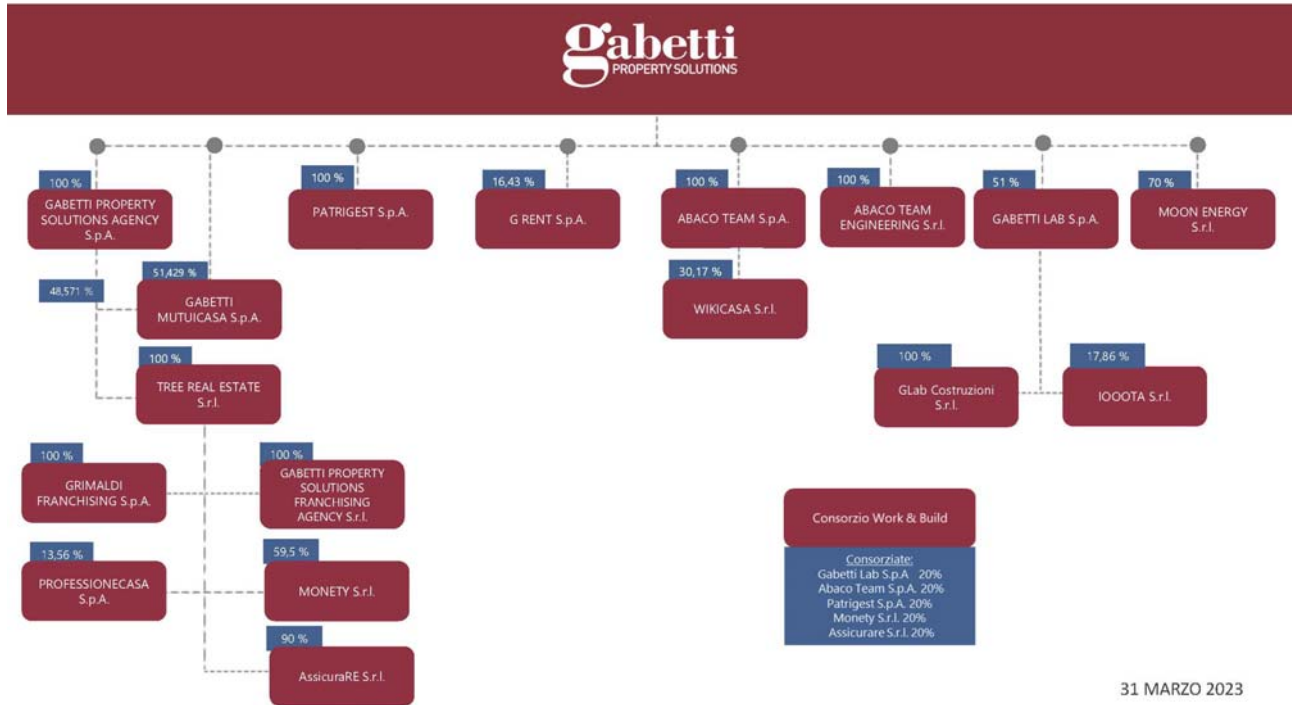 gabetti
PROPERTY SOLUTIONS
100 %
GABETTI PROPERTY
SOLUTIONS AGENCY
S.p.A.
100 %
PATRIGEST S.p.A.
16,43 %
G RENT S.p.A.
100 %
ABACO TEAM S.p.A.
100 %
ABACO TEAM
ENGINEERING S.r.l.
51 %
GABETTI LAB S.p.A.
70 %
MOON ENERGY
S.r.l.
48,571 %
51,429 %
GABETTI
MUTUICASA S.p.A.
30,17 %
WIKICASA S.r.l.
100 %
TREE REAL ESTATE
S.r.l.
100 %
GLab Costruzioni
S.r.l.
17,86 %
IOOOTA S.r.l.
100 %
GRIMALDI
FRANCHISING S.p.A.
100 %
GABETTI PROPERTY
SOLUTIONS
FRANCHISING
AGENCY S.r.l.
13,56 %
PROFESSIONECASA
S.p.A.
59,5 %
MONETY S.r.l.
90 %
AssicuraRE S.r.l.
Consorzio Work & Build
Consorziate:
Gabetti Lab S.p.A 20%
Abaco Team S.p.A. 20%
Patrigest S.p.A. 20%
Monety S.r.l. 20%
Assicurare S.r.l. 20%
31 MARZO 2023